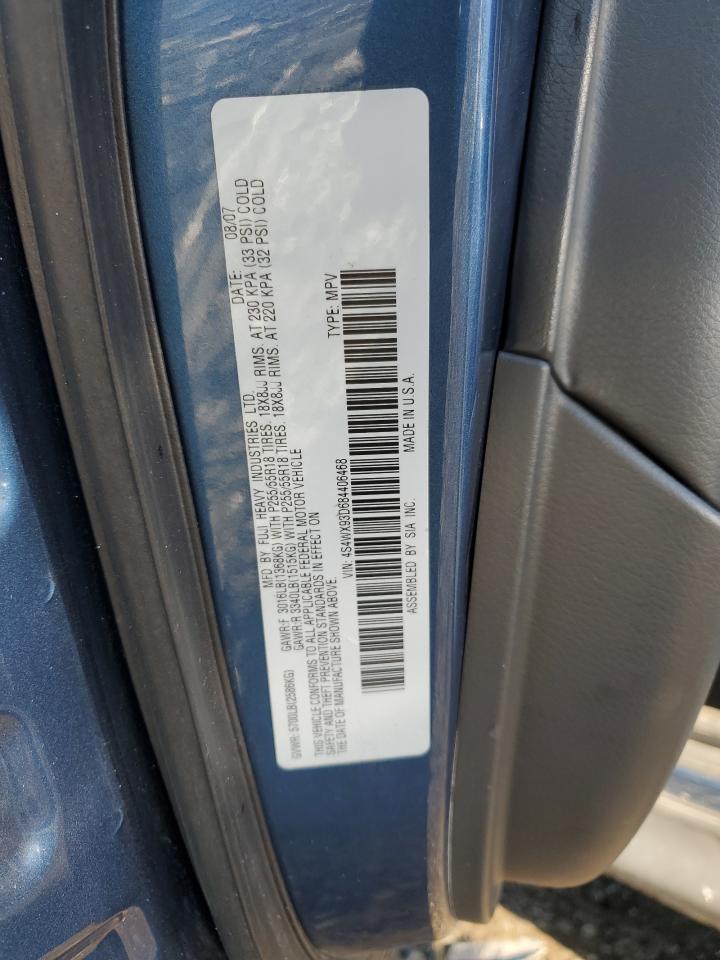 MFD BY FUJI HEAVY INDUSTRIES LTD. DATE: 08/07
GVWR: 5700LB(2586KG) GAWR:F 3016LB(1368KG) WITH P255/55R18 TIRES. 18X8JJ RIMS. AT 230 KPA (33 PSI) COLD
GAWR:R 3340LB(1515KG) WITH P255/55R18 TIRES. 18X8JJ RIMS. AT 220 KPA (32 PSI) COLD
THIS VEHICLE CONFORMS TO ALL APPLICABLE FEDERAL MOTOR VEHICLE
SAFETY AND THEFT PREVENTION STANDARDS IN EFFECT ON
THE DATE OF MANUFACTURE SHOWN ABOVE.
VIN: 4S4WX93D684406468 TYPE: MPV
ASSEMBLED BY SIA INC. MADE IN U.S.A.